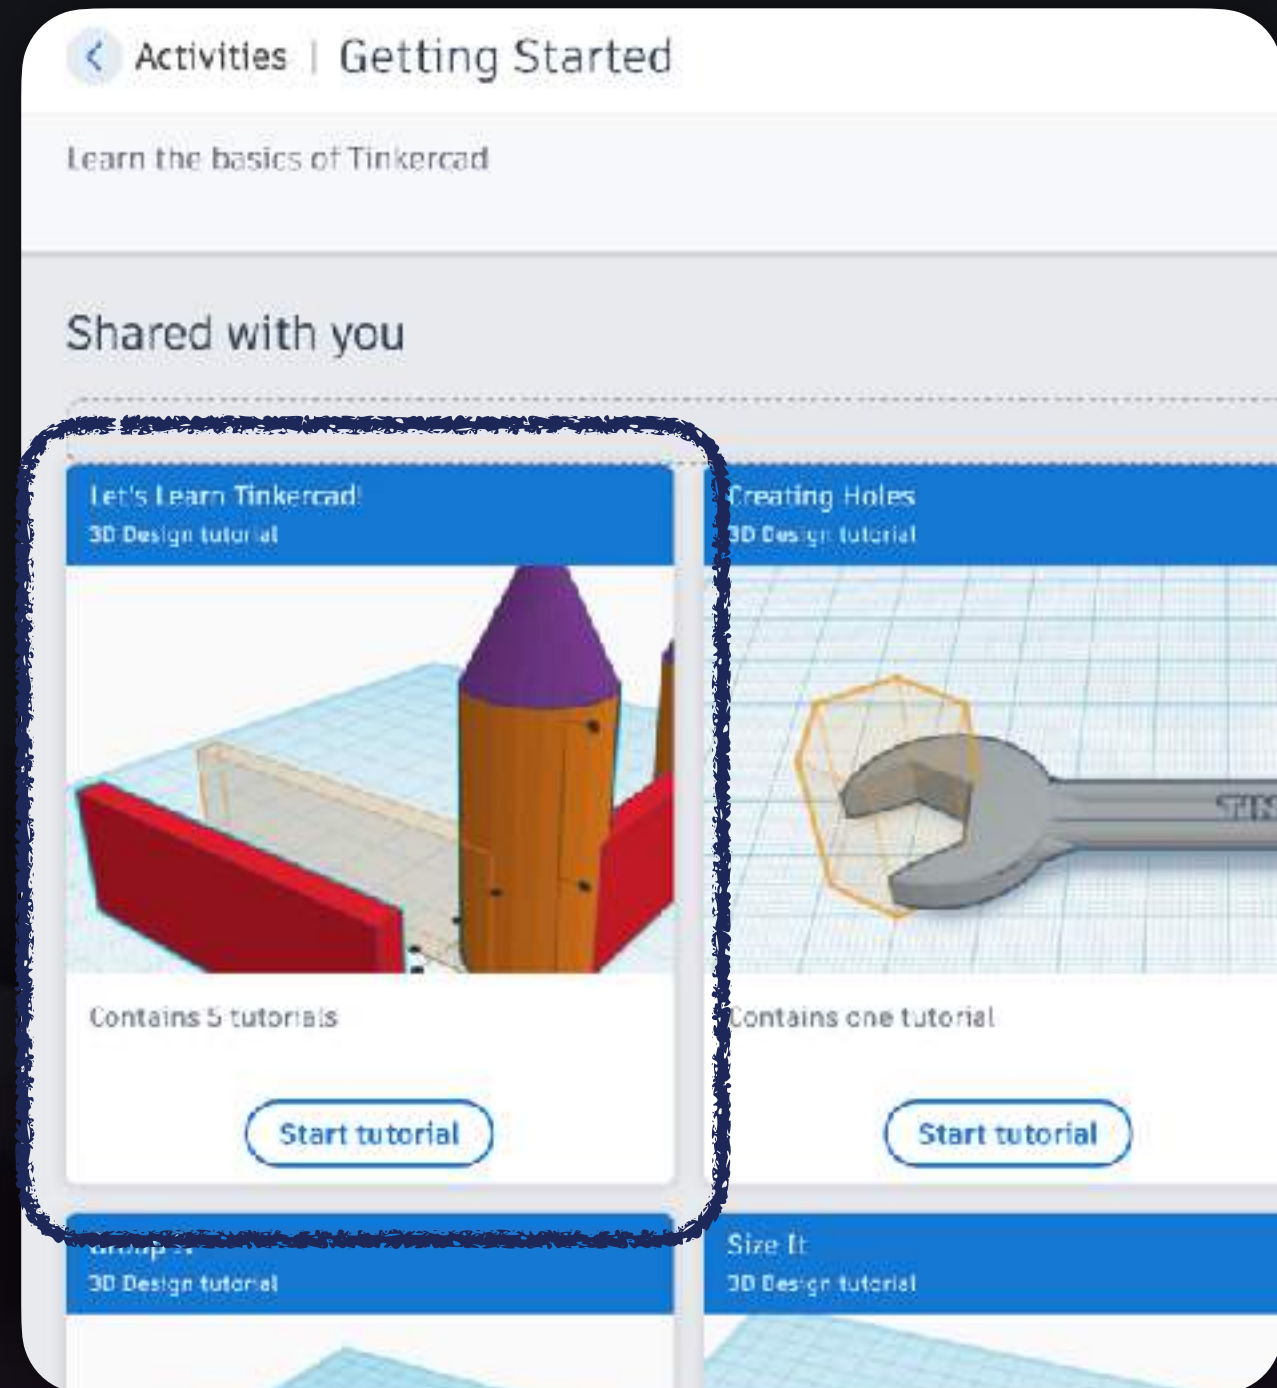 Activities | Getting Started
Learn the basics of Tinkercad
Shared with you
Let's Learn Tinkercad!
3D Design tutorial
Contains 5 tutorials
Start tutorial
Creating Holes
3D Design tutorial
Contains one tutorial
Start tutorial
3D Design tutorial
Size It
3D Design tutorial